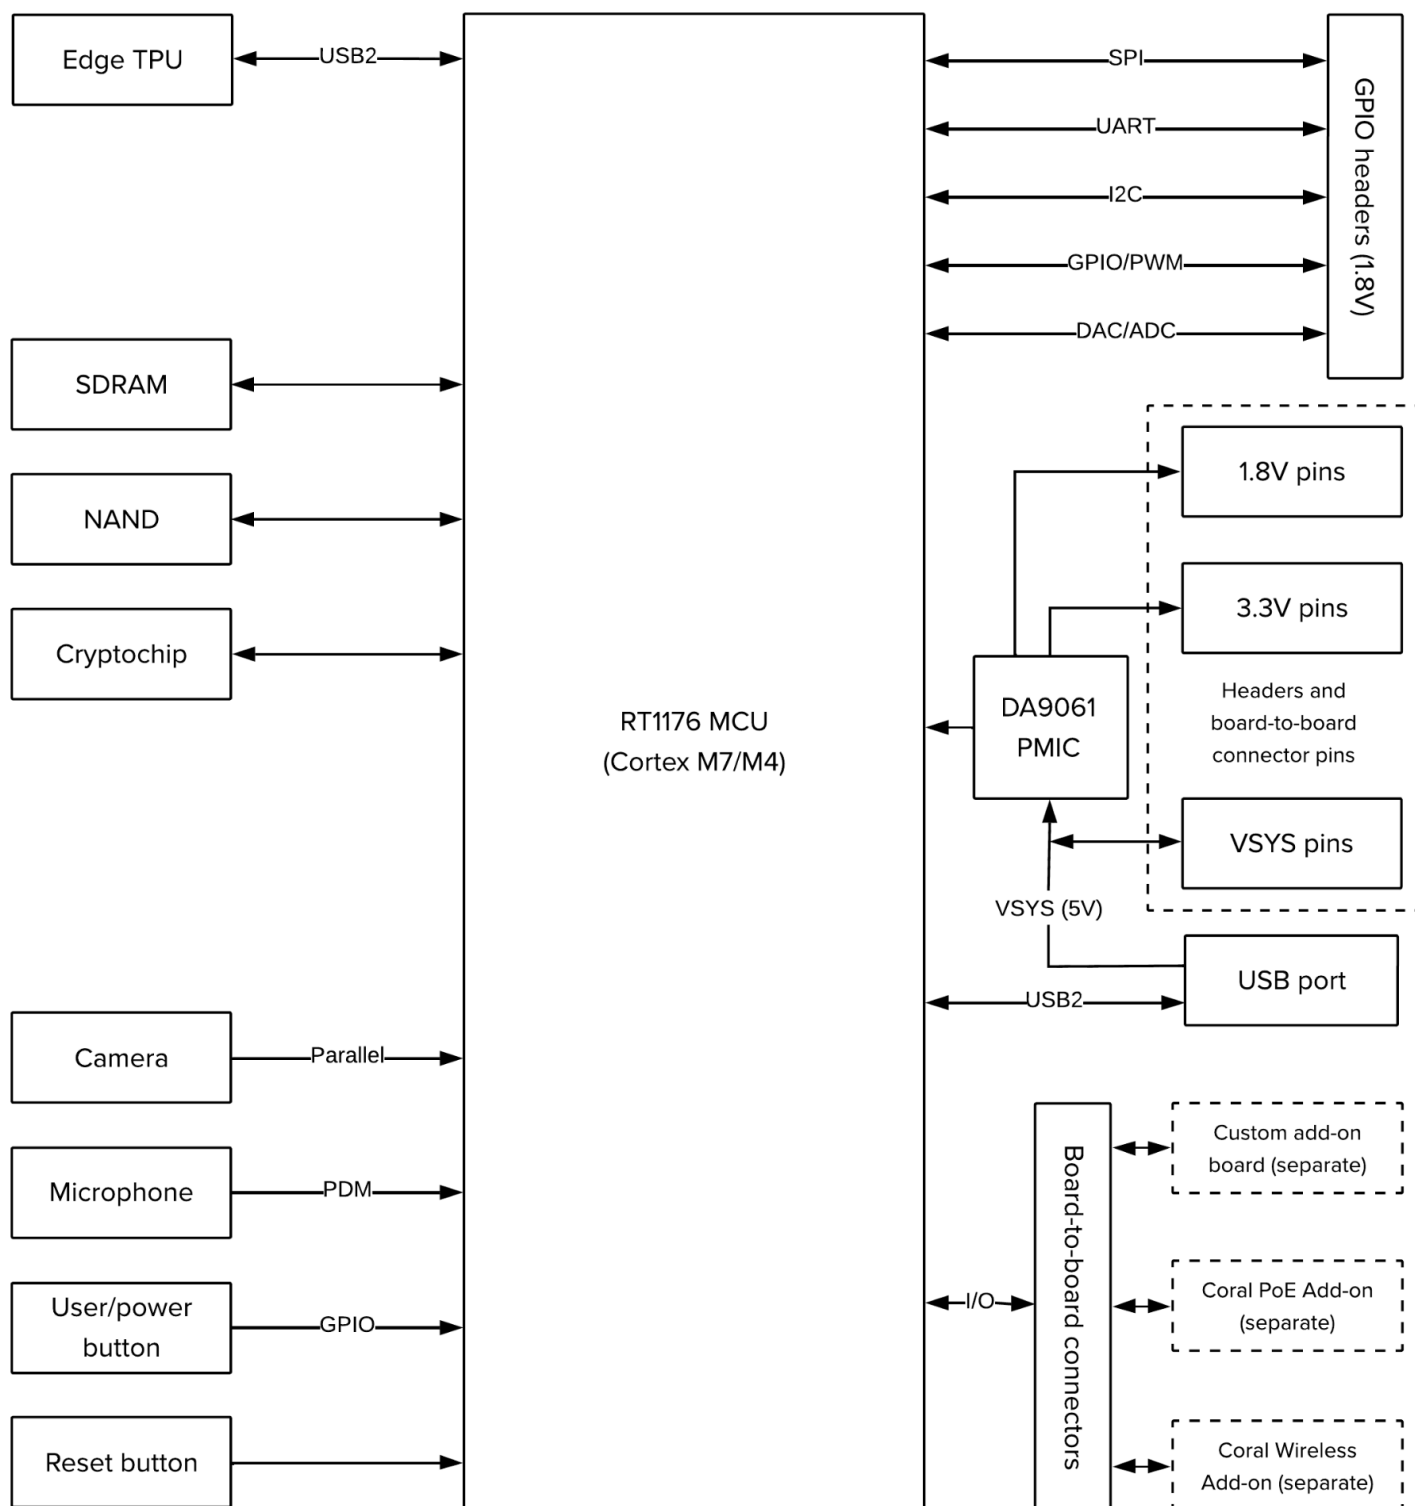 Edge TPU
USB2
SPI
UART
I2C
GPIO/PWM
DAC/ADC
GPIO headers (1.8V)
SDRAM
NAND
Cryptochip
RT1176 MCU
(Cortex M7/M4)
1.8V pins
3.3V pins
DA9061
PMIC
Headers and
board-to-board
connector pins
VSYS pins
VSYS (5V)
USB port
USB2
Camera
Parallel
Microphone
PDM
User/power
button
GPIO
Reset button
I/O
Board-to-board connectors
Custom add-on
board (separate)
Coral PoE Add-on
(separate)
Coral Wireless
Add-on (separate)